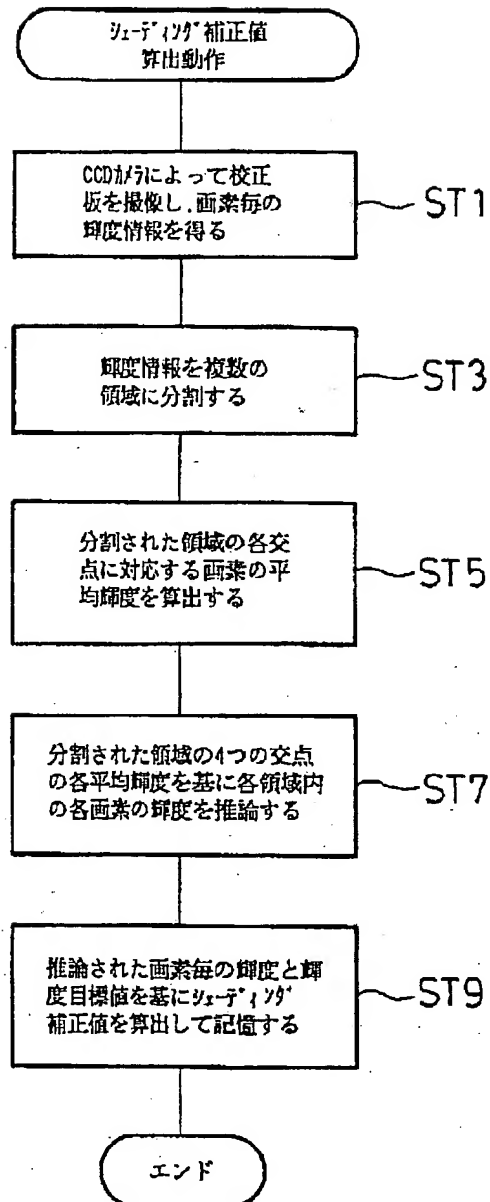 シェーディング補正値
算出動作
CCDカメラによって校正
板を撮像し、画素毎の
輝度情報を得る
ST1
輝度情報を複数の
領域に分割する
ST3
分割された領域の各交
点に対応する画素の平
均輝度を算出する
ST5
分割された領域の4つの交点
の各平均輝度を基に各領域内
の各画素の輝度を推論する
ST7
推論された画素毎の輝度と輝
度目標値を基にシェーディング
補正値を算出して記憶する
ST9
エンド